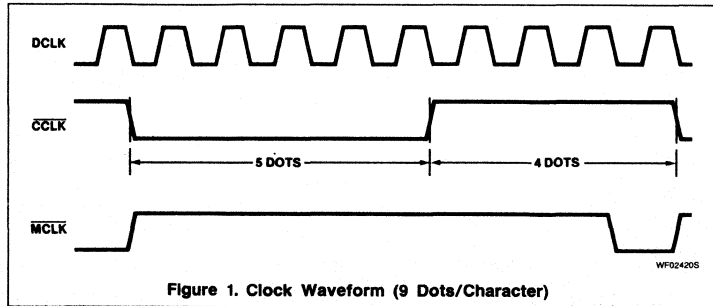 DCLK
CCLK
5 DOTS
4 DOTS
MCLK
WF02420S
Figure 1. Clock Waveform (9 Dots/Character)